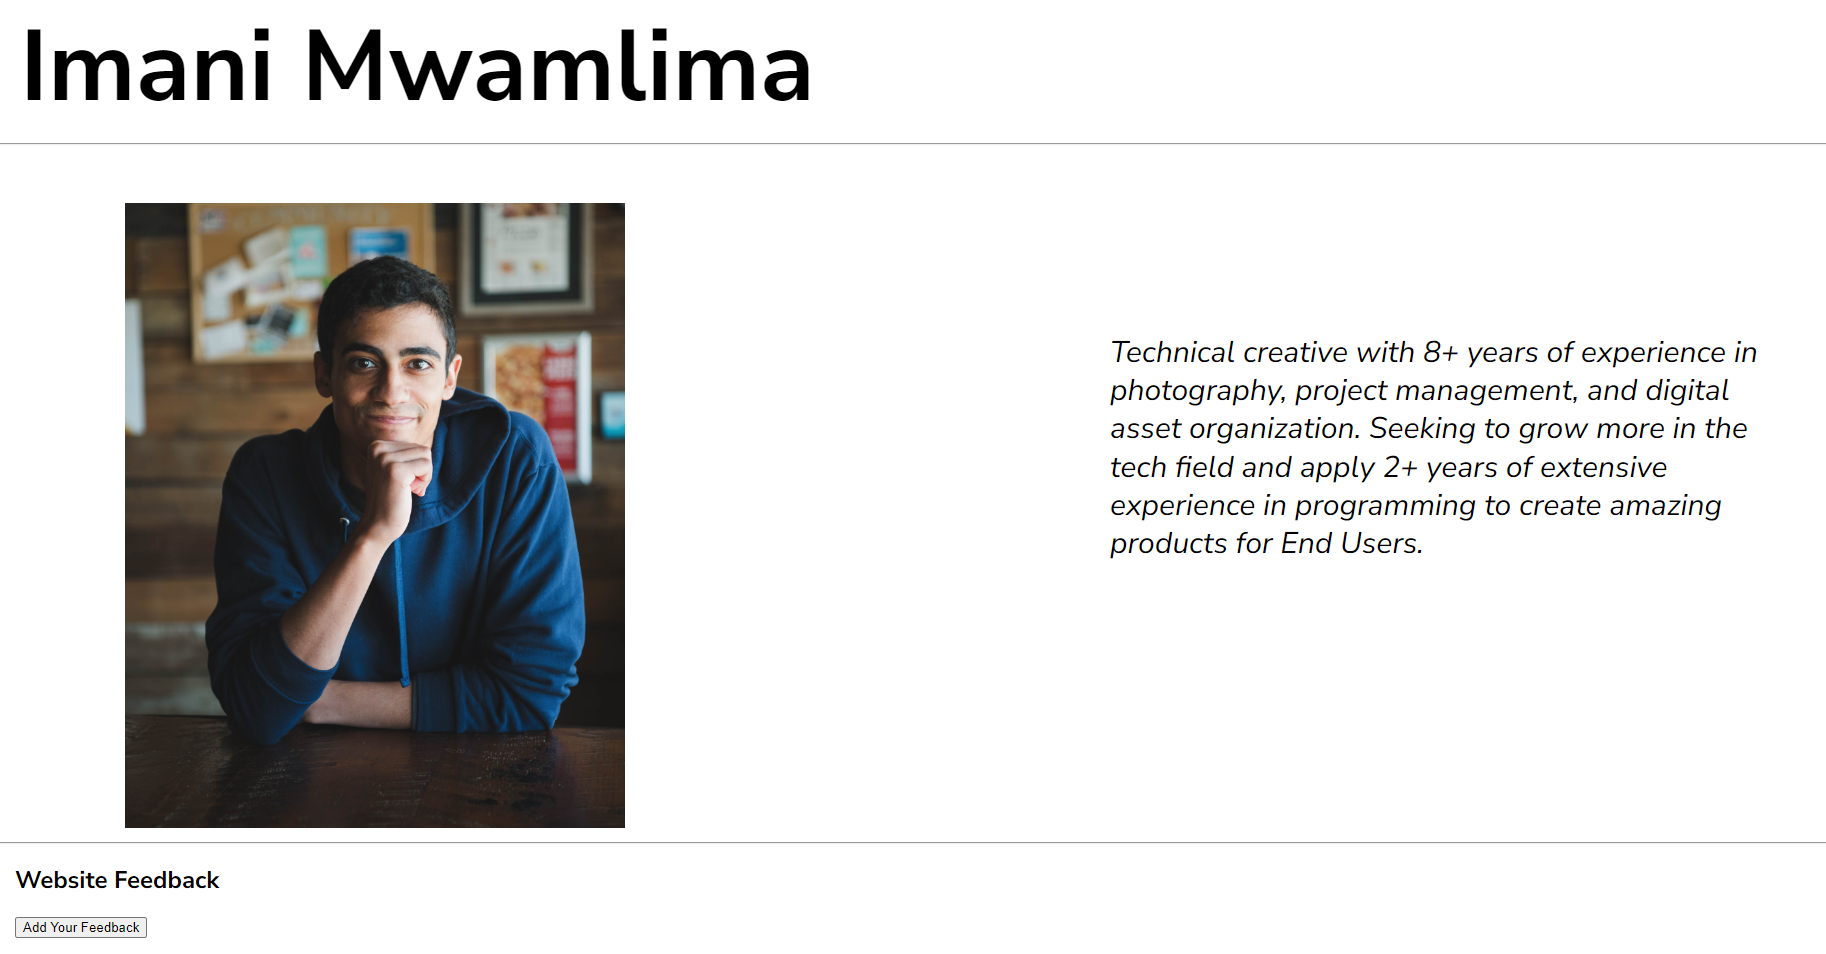 Imani Mwamlima
Technical creative with 8+ years of experience in
photography, project management, and digital
asset organization. Seeking to grow more in the
tech field and apply 2+ years of extensive
experience in programming to create amazing
products for End Users.
Website Feedback
Add Your Feedback